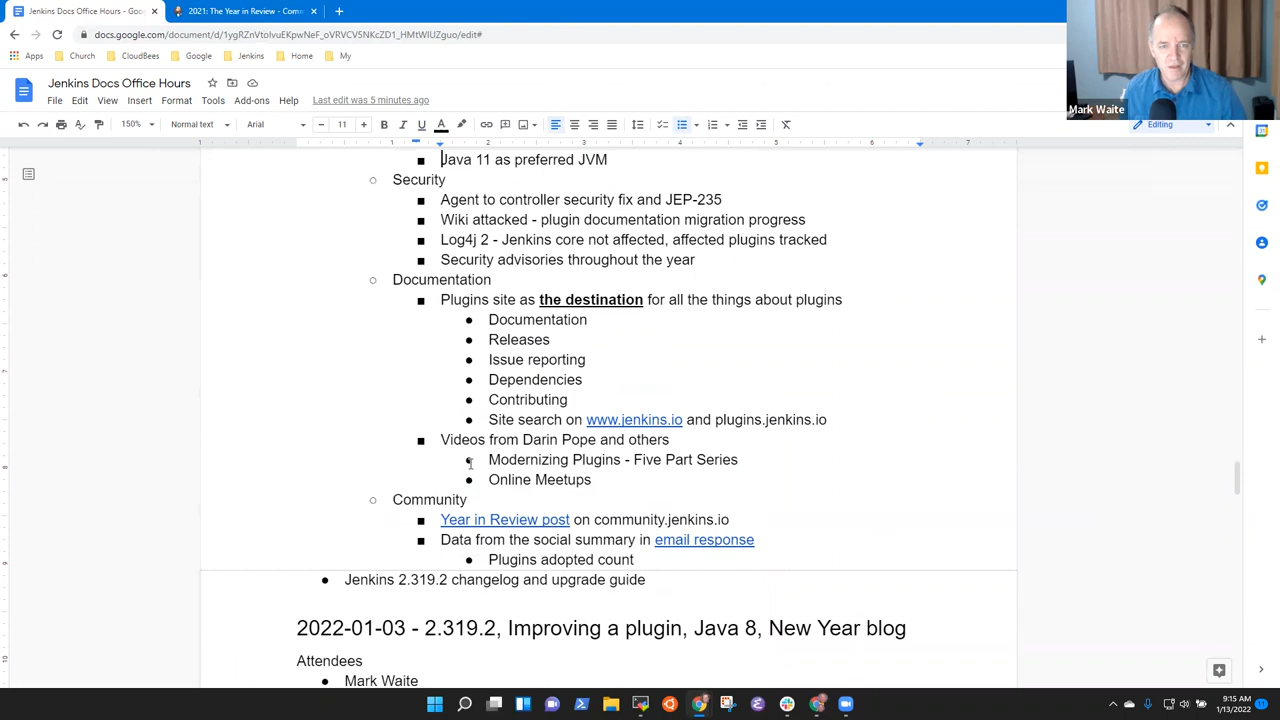 Jenkins Docs Office Hours - Goo
2021: The Year in Review - Com
docs.google.com/document/d/1ygRZnVtoIvuEKpwNeF_oVRVCV5NKcZD1_HMtWIUZguo/edit#
Apps Church CloudBees Google Jenkins Home My
Jenkins Docs Office Hours
File Edit View Insert Format Tools Add-ons Help Last edit was 5 minutes ago
150% Normal text Arial 11 Editing
Mark Waite
Java 11 as preferred JVM
Security
Agent to controller security fix and JEP-235
Wiki attacked - plugin documentation migration progress
Log4j 2 - Jenkins core not affected, affected plugins tracked
Security advisories throughout the year
Documentation
Plugins site as the destination for all the things about plugins
Documentation
Releases
Issue reporting
Dependencies
Contributing
Site search on www.jenkins.io and plugins.jenkins.io
Videos from Darin Pope and others
Modernizing Plugins - Five Part Series
Online Meetups
Community
Year in Review post on community.jenkins.io
Data from the social summary in email response
Plugins adopted count
Jenkins 2.319.2 changelog and upgrade guide
2022-01-03 - 2.319.2, Improving a plugin, Java 8, New Year blog
Attendees
Mark Waite
9:15 AM
1/13/2022